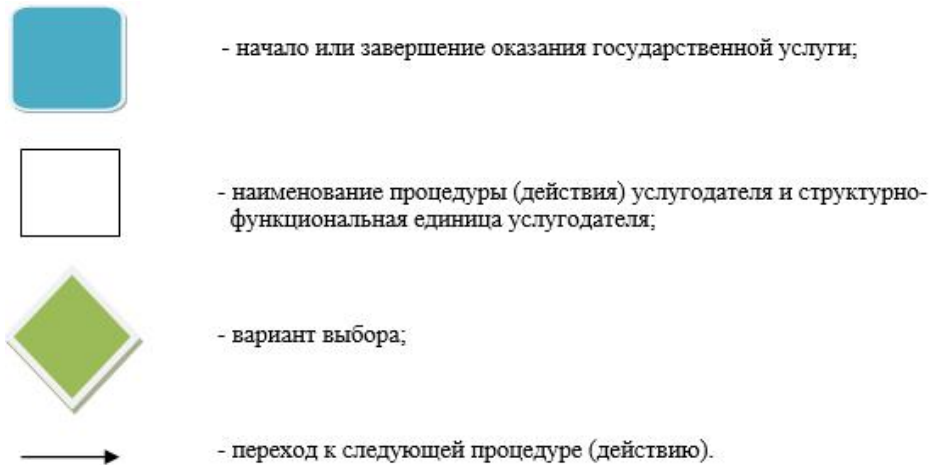 - начало или завершение оказания государственной услуги;
- наименование процедуры (действия) услугодателя и структурно-
функциональная единица услугодателя;
- вариант выбора;
- переход к следующей процедуре (действию).